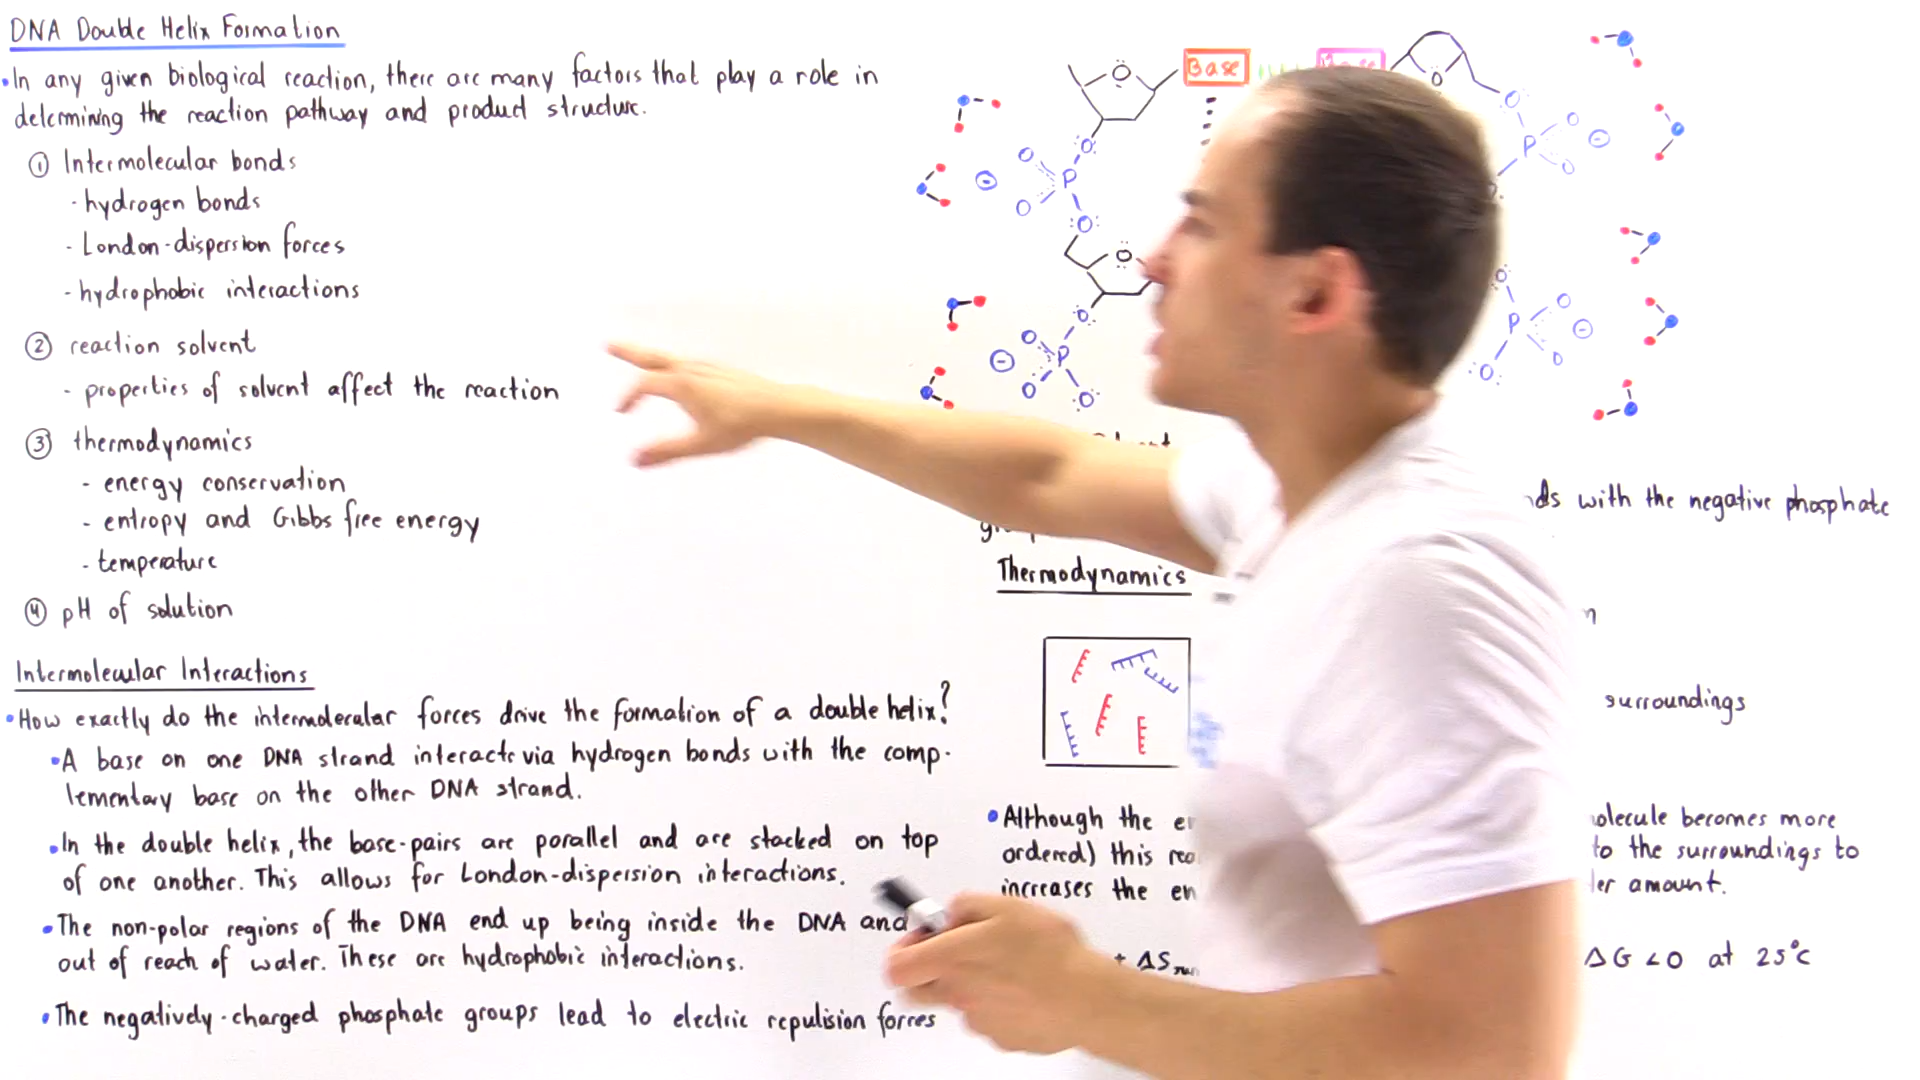 DNA Double Helix Formation
•In any given biological reaction, there are many factors that play a role in
determining the reaction pathway and product structure.
① Intermolecular bonds
- hydrogen bonds
- London-dispersion forces
- hydrophobic interactions
② reaction solvent
- properties of solvent affect the reaction
③ thermodynamics
- energy conservation
- entropy and Gibbs free energy
- temperature
④ pH of solution
Intermolecular Interactions
•How exactly do the intermolecular forces drive the formation of a double helix?
•A base on one DNA strand interacts via hydrogen bonds with the comp-
lementary base on the other DNA strand.
•In the double helix, the base-pairs are parallel and are stacked on top
of one another. This allows for London-dispersion interactions.
•The non-polar regions of the DNA end up being inside the DNA and
out of reach of water. These are hydrophobic interactions.
•The negatively-charged phosphate groups lead to electric repulision forces
Base
O
O
P
O
O
O
O
O
P
O
O
O
O
O
P
O
O
O
P
O
O
O
with the negative phosphate
Thermodynamics
surroundings
•Although the
becomes more
ordered) this
to the surroundings to
increases the
amount.
+ ΔS
ΔG <0 at 25°C